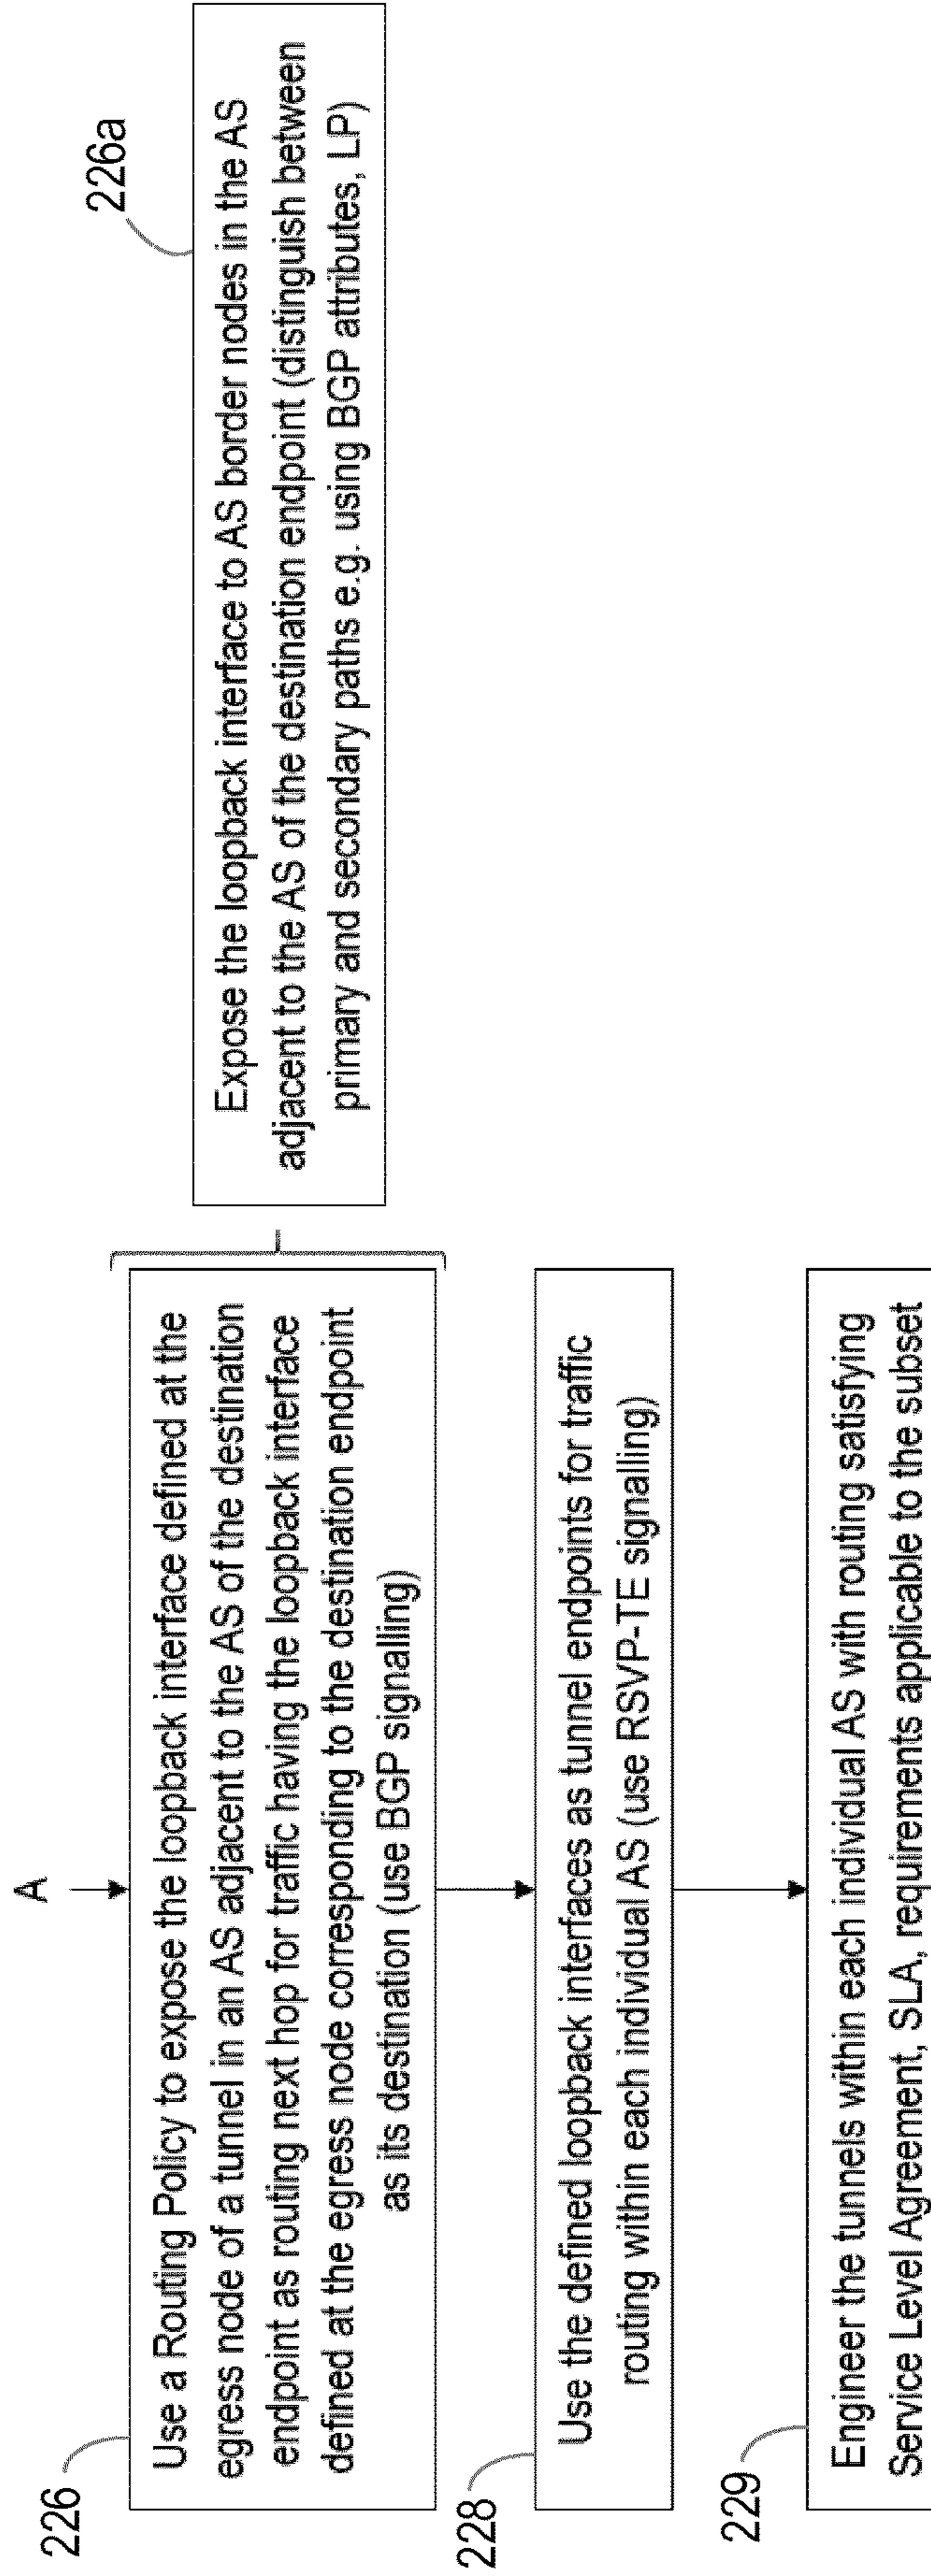 A
226
Use a Routing Policy to expose the loopback interface defined at the
egress node of a tunnel in an AS adjacent to the AS of the destination
endpoint as routing next hop for traffic having the loopback interface
defined at the egress node corresponding to the destination endpoint
as its destination (use BGP signalling)
226a
Expose the loopback interface to AS border nodes in the AS
adjacent to the AS of the destination endpoint (distinguish between
primary and secondary paths e.g. using BGP attributes, LP)
228
Use the defined loopback interfaces as tunnel endpoints for traffic
routing within each individual AS (use RSVP-TE signalling)
229
Engineer the tunnels within each individual AS with routing satisfying
Service Level Agreement, SLA, requirements applicable to the subset